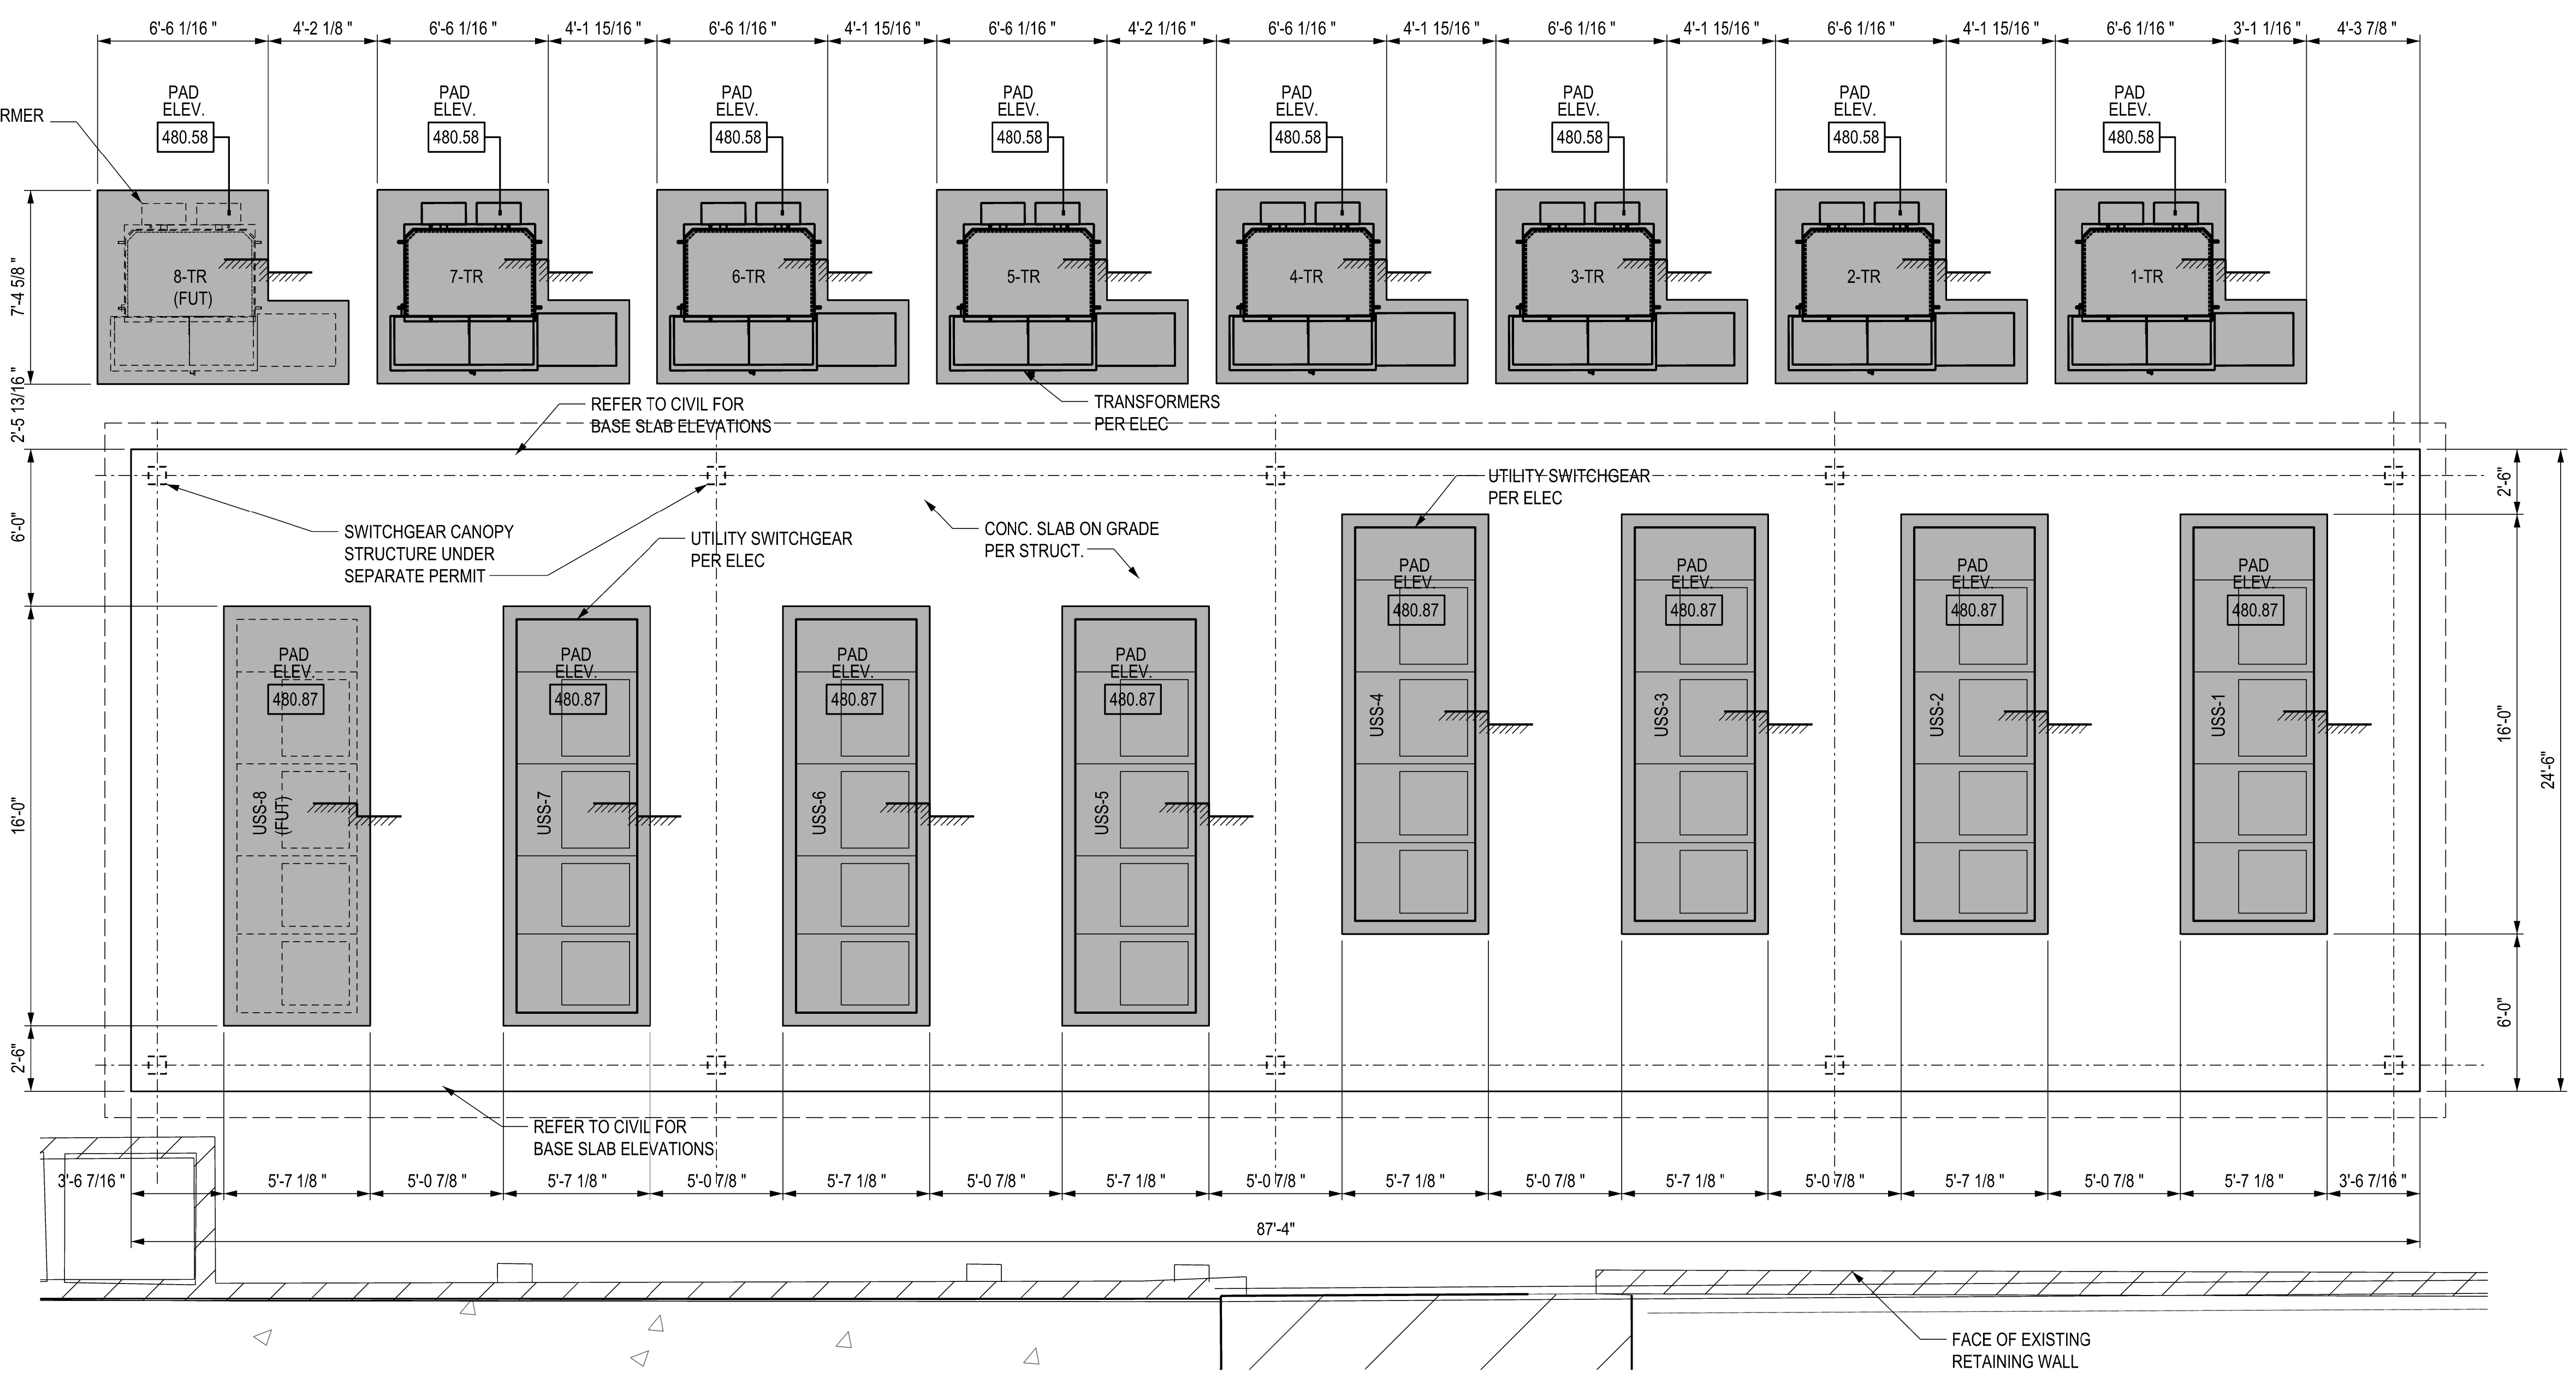 6'-6 1/16 "
4'-2 1/8 "
6'-6 1/16 "
4'-1 15/16 "
6'-6 1/16 "
4'-1 15/16 "
6'-6 1/16 "
4'-2 1/16 "
6'-6 1/16 "
4'-1 15/16 "
6'-6 1/16 "
4'-1 15/16 "
6'-6 1/16 "
4'-1 15/16 "
6'-6 1/16 "
3'-1 1/16 "
4'-3 7/8 "
RMER
PAD
ELEV.
480.58
PAD
ELEV.
480.58
PAD
ELEV.
480.58
PAD
ELEV.
480.58
PAD
ELEV.
480.58
PAD
ELEV.
480.58
PAD
ELEV.
480.58
PAD
ELEV.
480.58
7'-4 5/8 "
8-TR
(FUT)
7-TR
6-TR
5-TR
4-TR
3-TR
2-TR
1-TR
2'-5 13/16 "
REFER TO CIVIL FOR
BASE SLAB ELEVATIONS
TRANSFORMERS
PER ELEC
6'-0"
SWITCHGEAR CANOPY
STRUCTURE UNDER
SEPARATE PERMIT
UTILITY SWITCHGEAR
PER ELEC
CONC. SLAB ON GRADE
PER STRUCT.
UTILITY SWITCHGEAR
PER ELEC
2'-6"
PAD
ELEV.
480.87
PAD
ELEV.
480.87
PAD
ELEV.
480.87
PAD
ELEV.
480.87
PAD
ELEV.
480.87
PAD
ELEV.
480.87
PAD
ELEV.
480.87
PAD
ELEV.
480.87
USS-4
USS-3
USS-2
USS-1
16'-0"
24'-6"
16'-0"
USS-8
(FUT)
USS-7
USS-6
USS-5
6'-0"
2'-6"
REFER TO CIVIL FOR
BASE SLAB ELEVATIONS
3'-6 7/16 "
5'-7 1/8 "
5'-0 7/8 "
5'-7 1/8 "
5'-0 7/8 "
5'-7 1/8 "
5'-0 7/8 "
5'-7 1/8 "
5'-0 7/8 "
5'-7 1/8 "
5'-0 7/8 "
5'-7 1/8 "
5'-0 7/8 "
5'-7 1/8 "
5'-0 7/8 "
5'-7 1/8 "
3'-6 7/16 "
87'-4"
FACE OF EXISTING
RETAINING WALL